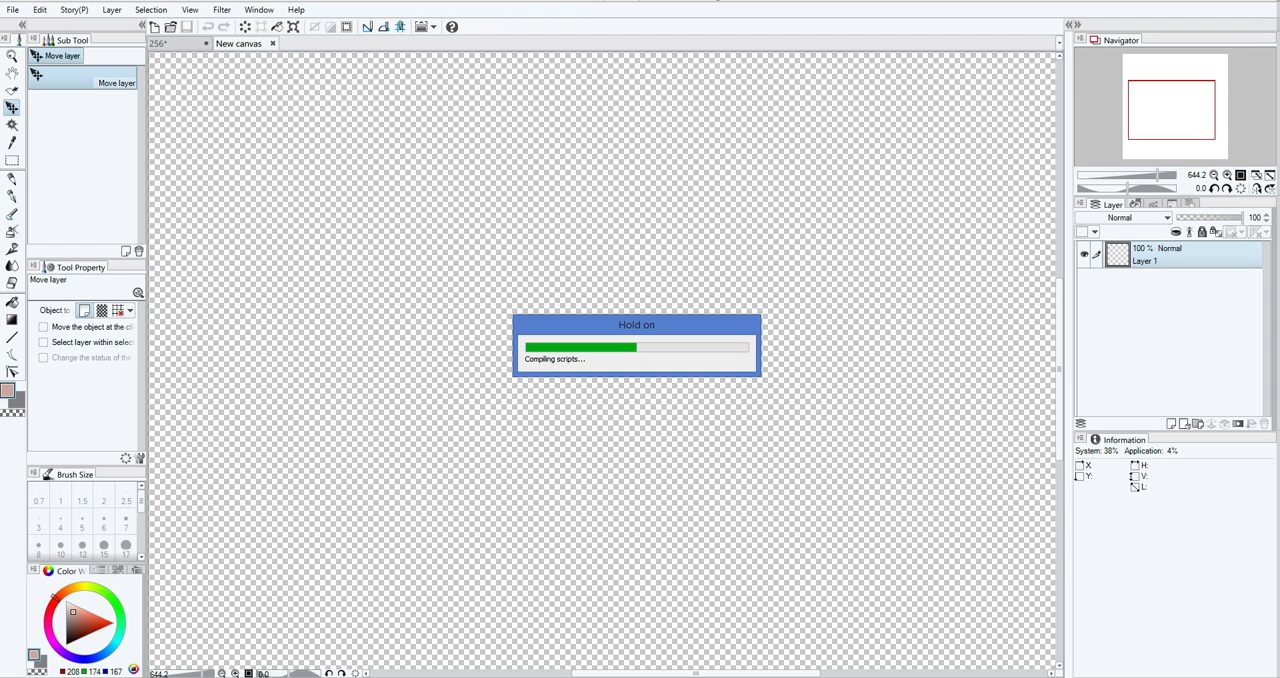 File Edit View Story(P) Layer Selection View Filter Window Help
Sub Tool
Move layer
Move layer
256*
New canvas
Hold on
Compiling scripts...
Tool Property
Move layer
Object to
Move the object at the cli
Select layer within selec
Change the status of the
Brush Size
0.7 1 1.5 2 2.5
3 4 5 6 7
8 10 12 15 17
Color W
208 174 167
644.2 0.0
Navigator
644.2
0.0
Layer
Normal 100
100 % Normal
Layer 1
Information
System: 38% Application: 4%
X H:
Y: V:
L: